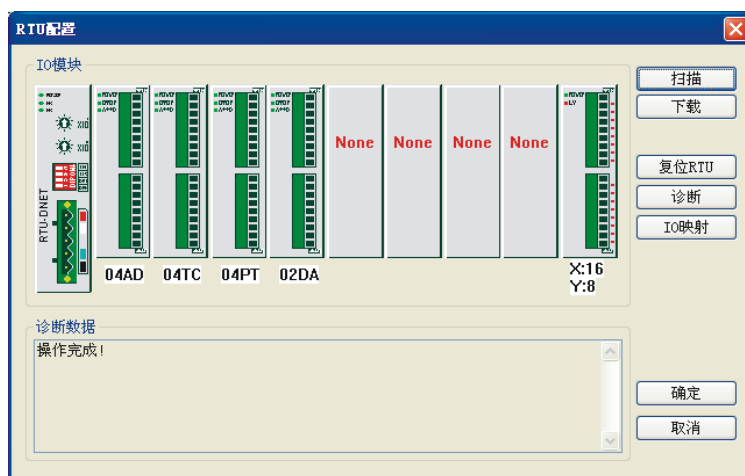 RTU配置
IO模块
扫描
下载
复位RTU
诊断
IO映射
RTU-DNET
None
None
None
None
04AD
04TC
04PT
02DA
X:16
Y:8
诊断数据
操作完成!
确定
取消